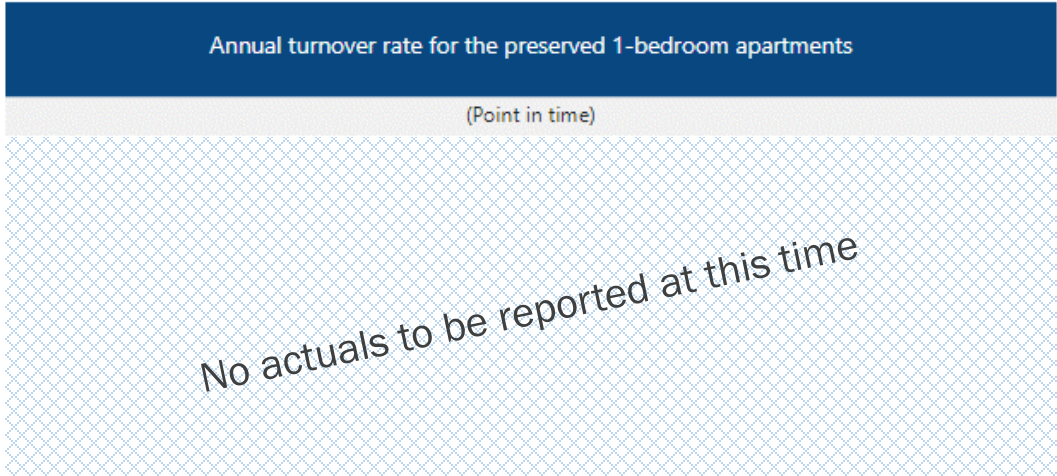 Annual turnover rate for the preserved 1-bedroom apartments
(Point in time)
No actuals to be reported at this time